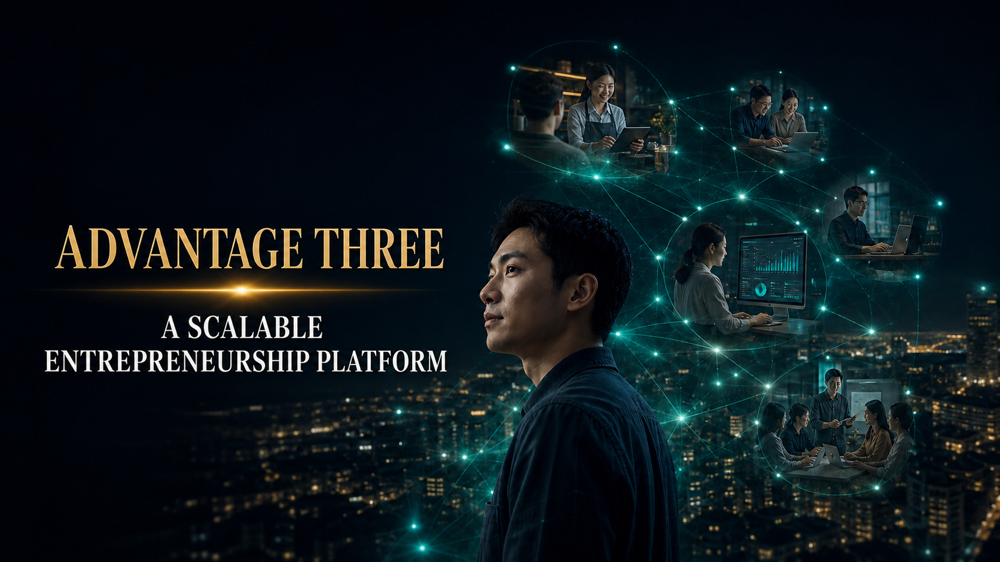 ADVANTAGE THREE
A SCALABLE
ENTREPRENEURSHIP PLATFORM